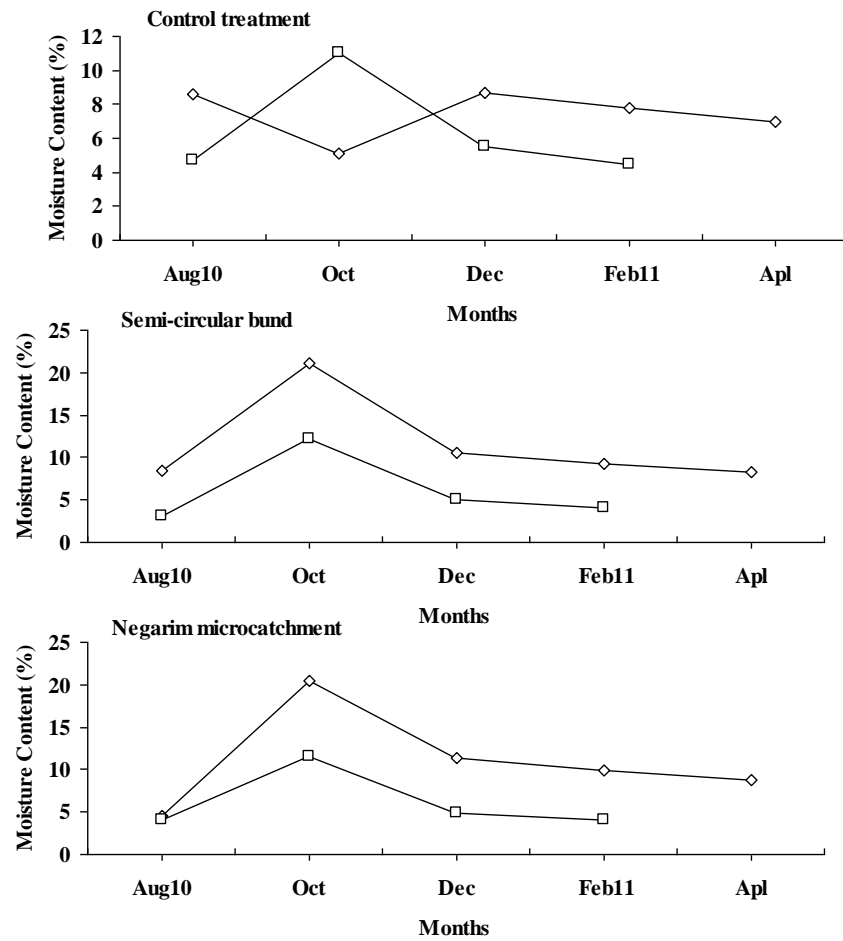 Control treatment
Moisture Content (%)
12
10
8
6
4
2
0
Aug10 Oct Dec Feb11 Apl
Months
Semi-circular bund
Moisture Content (%)
25
20
15
10
5
0
Aug10 Oct Dec Feb11 Apl
Months
Negarim microcatchment
Moisture Content (%)
25
20
15
10
5
0
Aug10 Oct Dec Feb11 Apl
Months